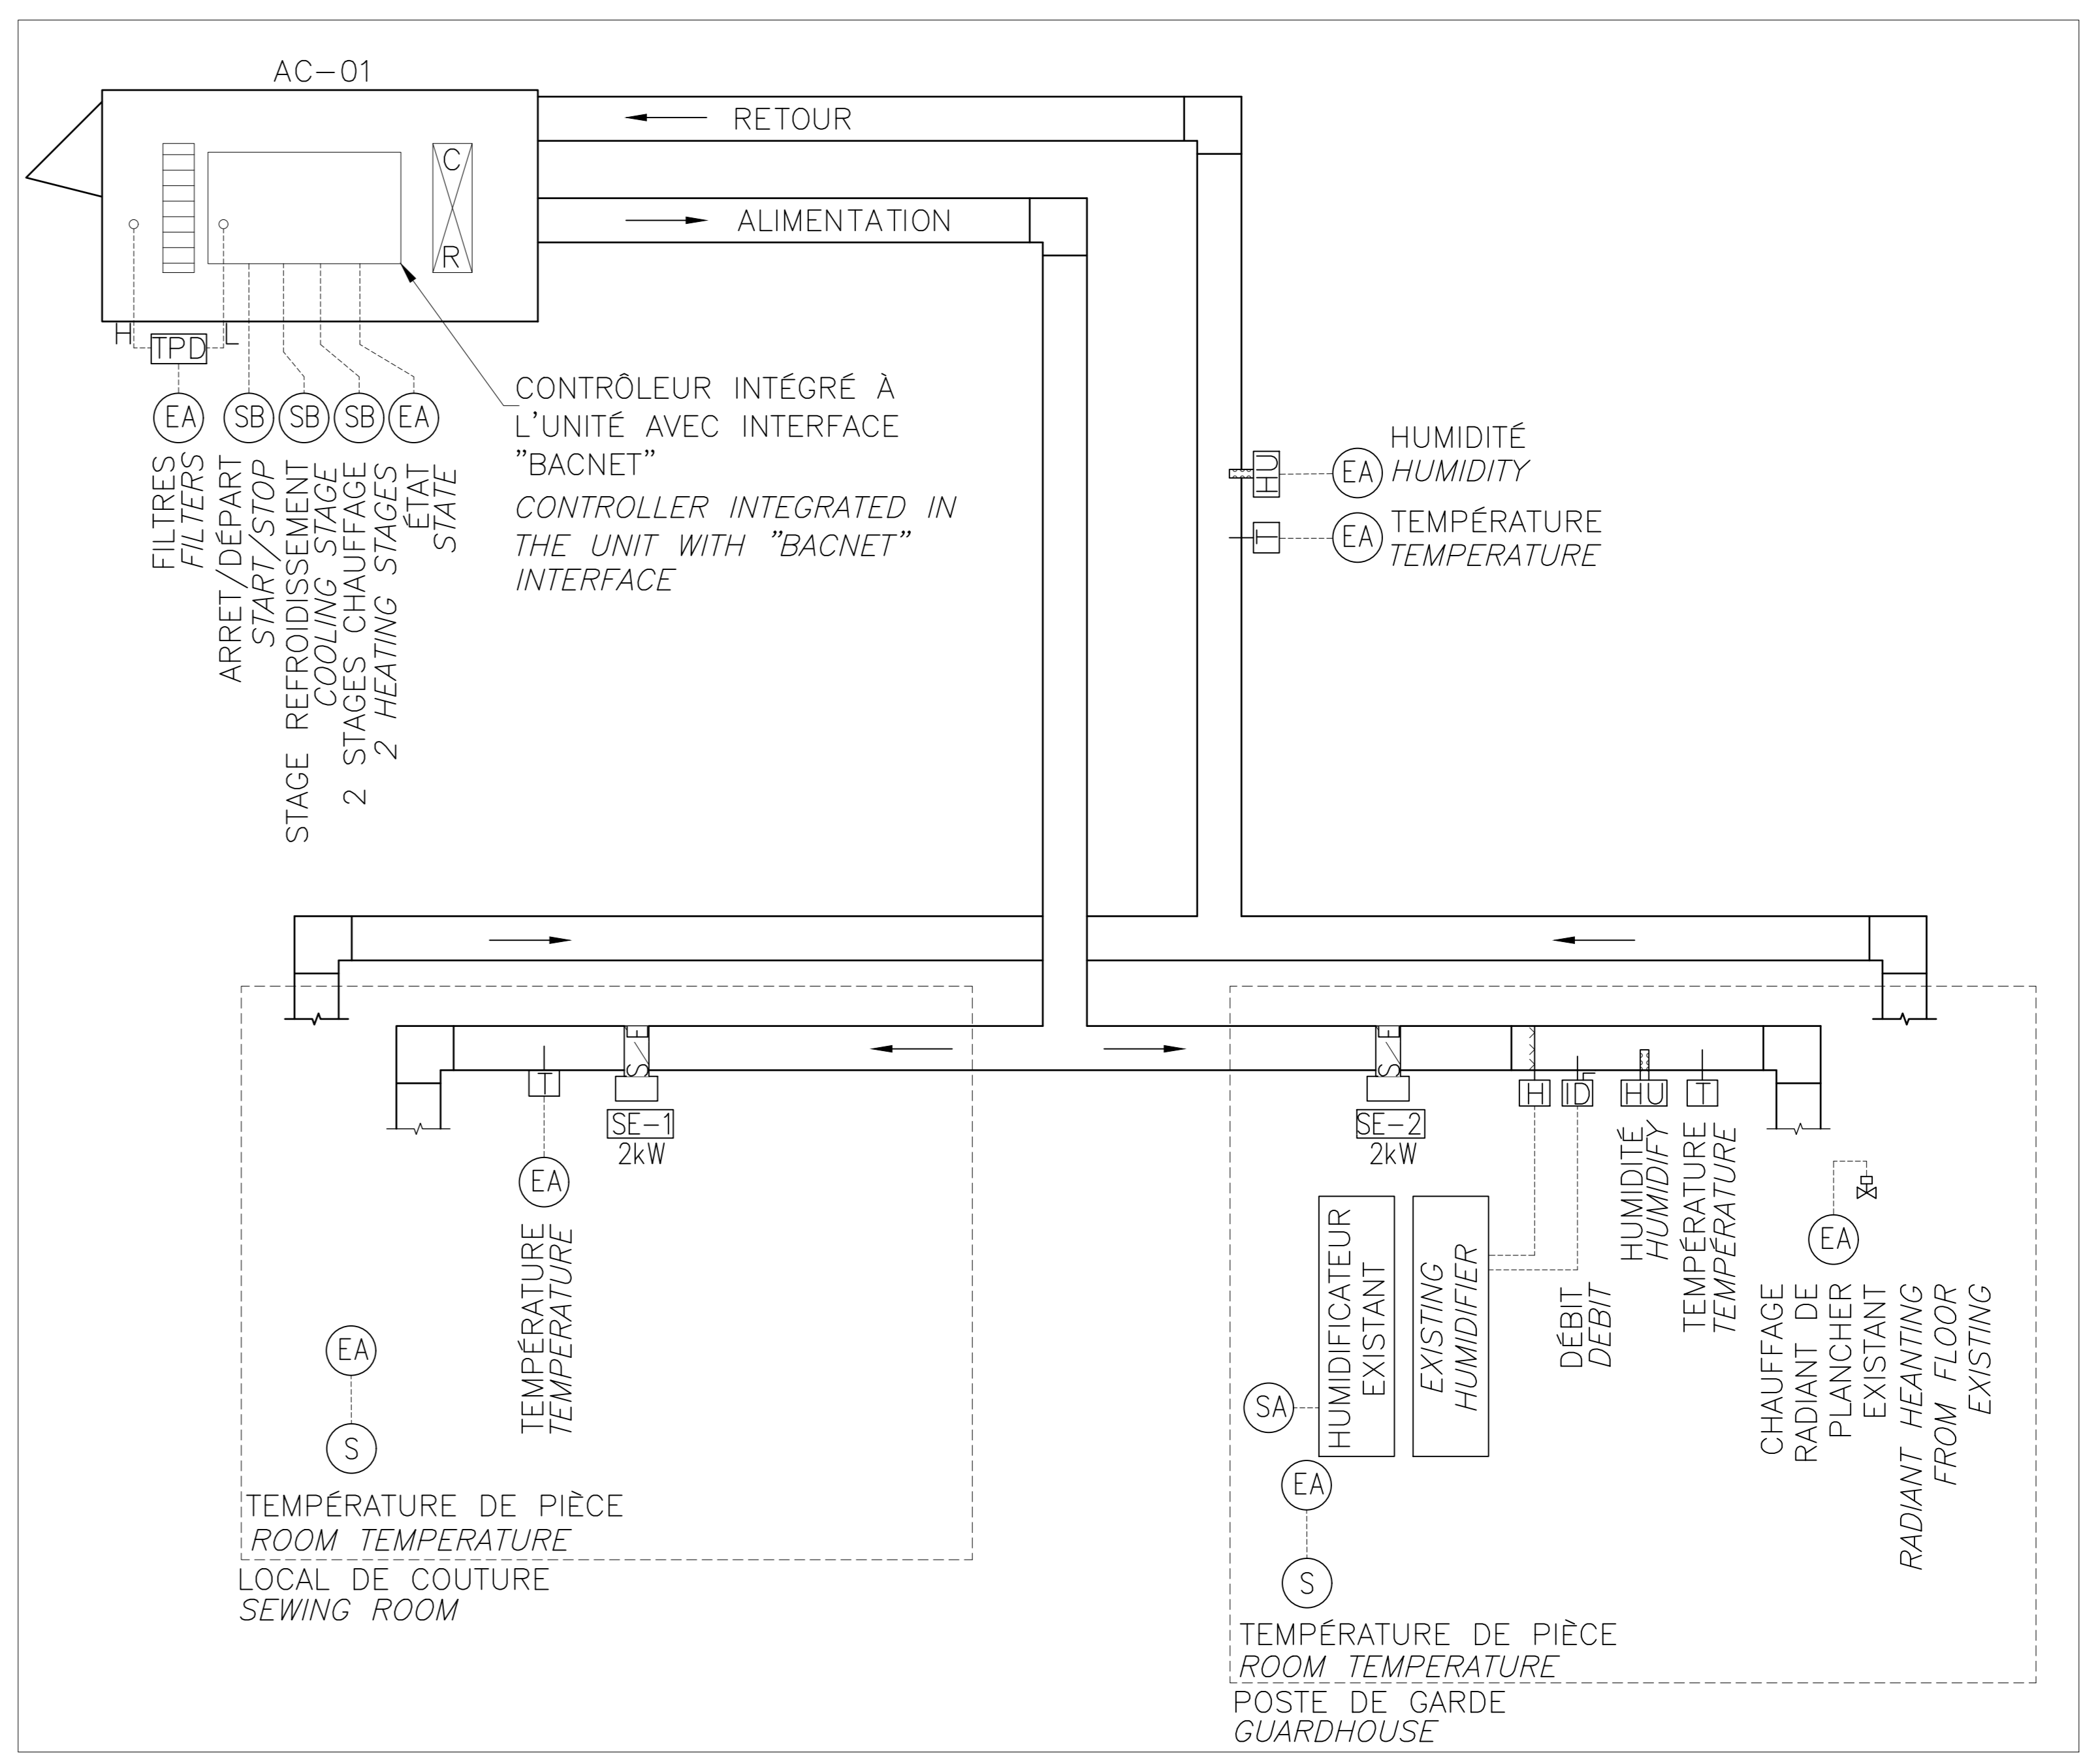 AC-01
RETOUR
ALIMENTATION
C
R
H
TPD
L
EA
SB
SB
SB
EA
FILTRES
FILTERS
ARRET/DÉPART
START/STOP
STAGE REFROIDISSEMENT
COOLING STAGE
2 STAGES CHAUFFAGE
2 HEATING STAGES
ÉTAT
STATE
CONTRÔLEUR INTÉGRÉ À
L'UNITÉ AVEC INTERFACE
"BACNET"
CONTROLLER INTEGRATED IN
THE UNIT WITH "BACNET"
INTERFACE
HU
EA
HUMIDITÉ
HUMIDITY
T
EA
TEMPÉRATURE
TEMPERATURE
T
SE
SE-1
2kW
EA
TEMPÉRATURE
TEMPERATURE
EA
S
TEMPÉRATURE DE PIÈCE
ROOM TEMPERATURE
LOCAL DE COUTURE
SEWING ROOM
SE
SE-2
2kW
H
ID
HU
T
HUMIDITÉ
HUMIDIFY
TEMPÉRATURE
TEMPÉRATURE
DÉBIT
DEBIT
HUMIDIFICATEUR
EXISTANT
EXISTING
HUMIDIFIER
SA
EA
S
EA
CHAUFFAGE
RADIANT DE
PLANCHER
EXISTANT
RADIANT HEANTING
FROM FLOOR
EXISTING
TEMPÉRATURE DE PIÈCE
ROOM TEMPERATURE
POSTE DE GARDE
GUARDHOUSE